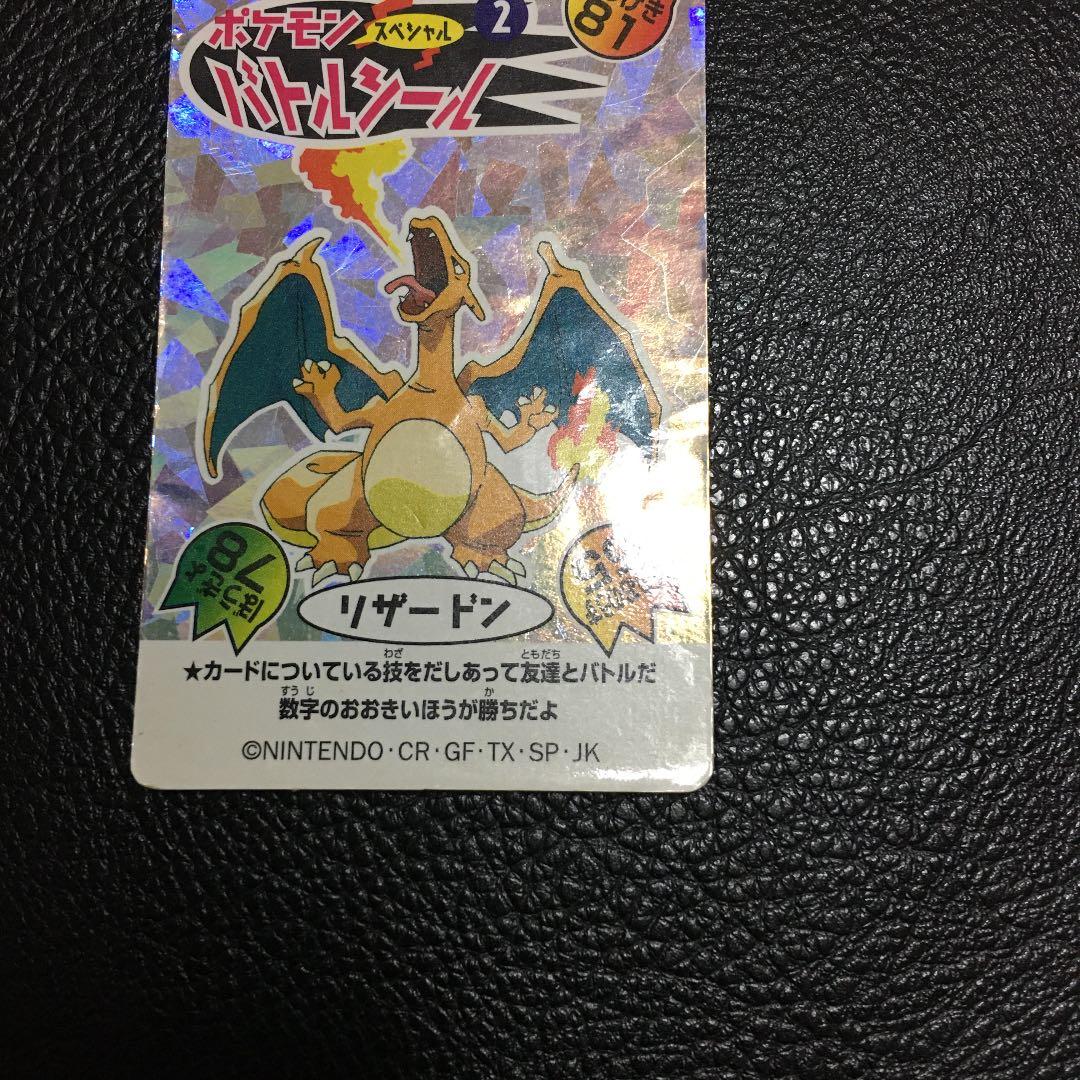 ポケモン
スペシャル
2
バトルシール
81
78
リザードン
★カードについている技をだしあって友達とバトルだ
わざ
ともだち
数字のおおきいほうが勝ちだよ
すうじ
か
©NINTENDO・CR・GF・TX・SP・JK